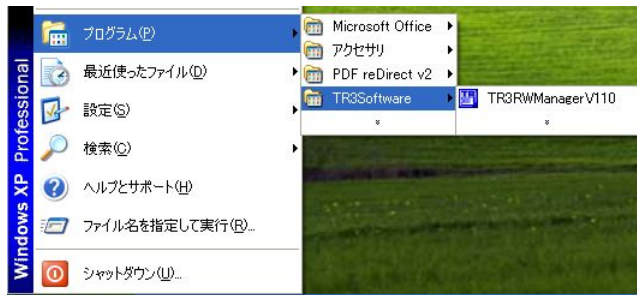 Windows XP Professional
プログラム(P)
最近使ったファイル(D)
設定(S)
検索(C)
ヘルプとサポート(H)
ファイル名を指定して実行(R)...
シャットダウン(U)...
Microsoft Office
アクセサリ
PDF reDirect v2
TR3Software
TR3RWManagerV110